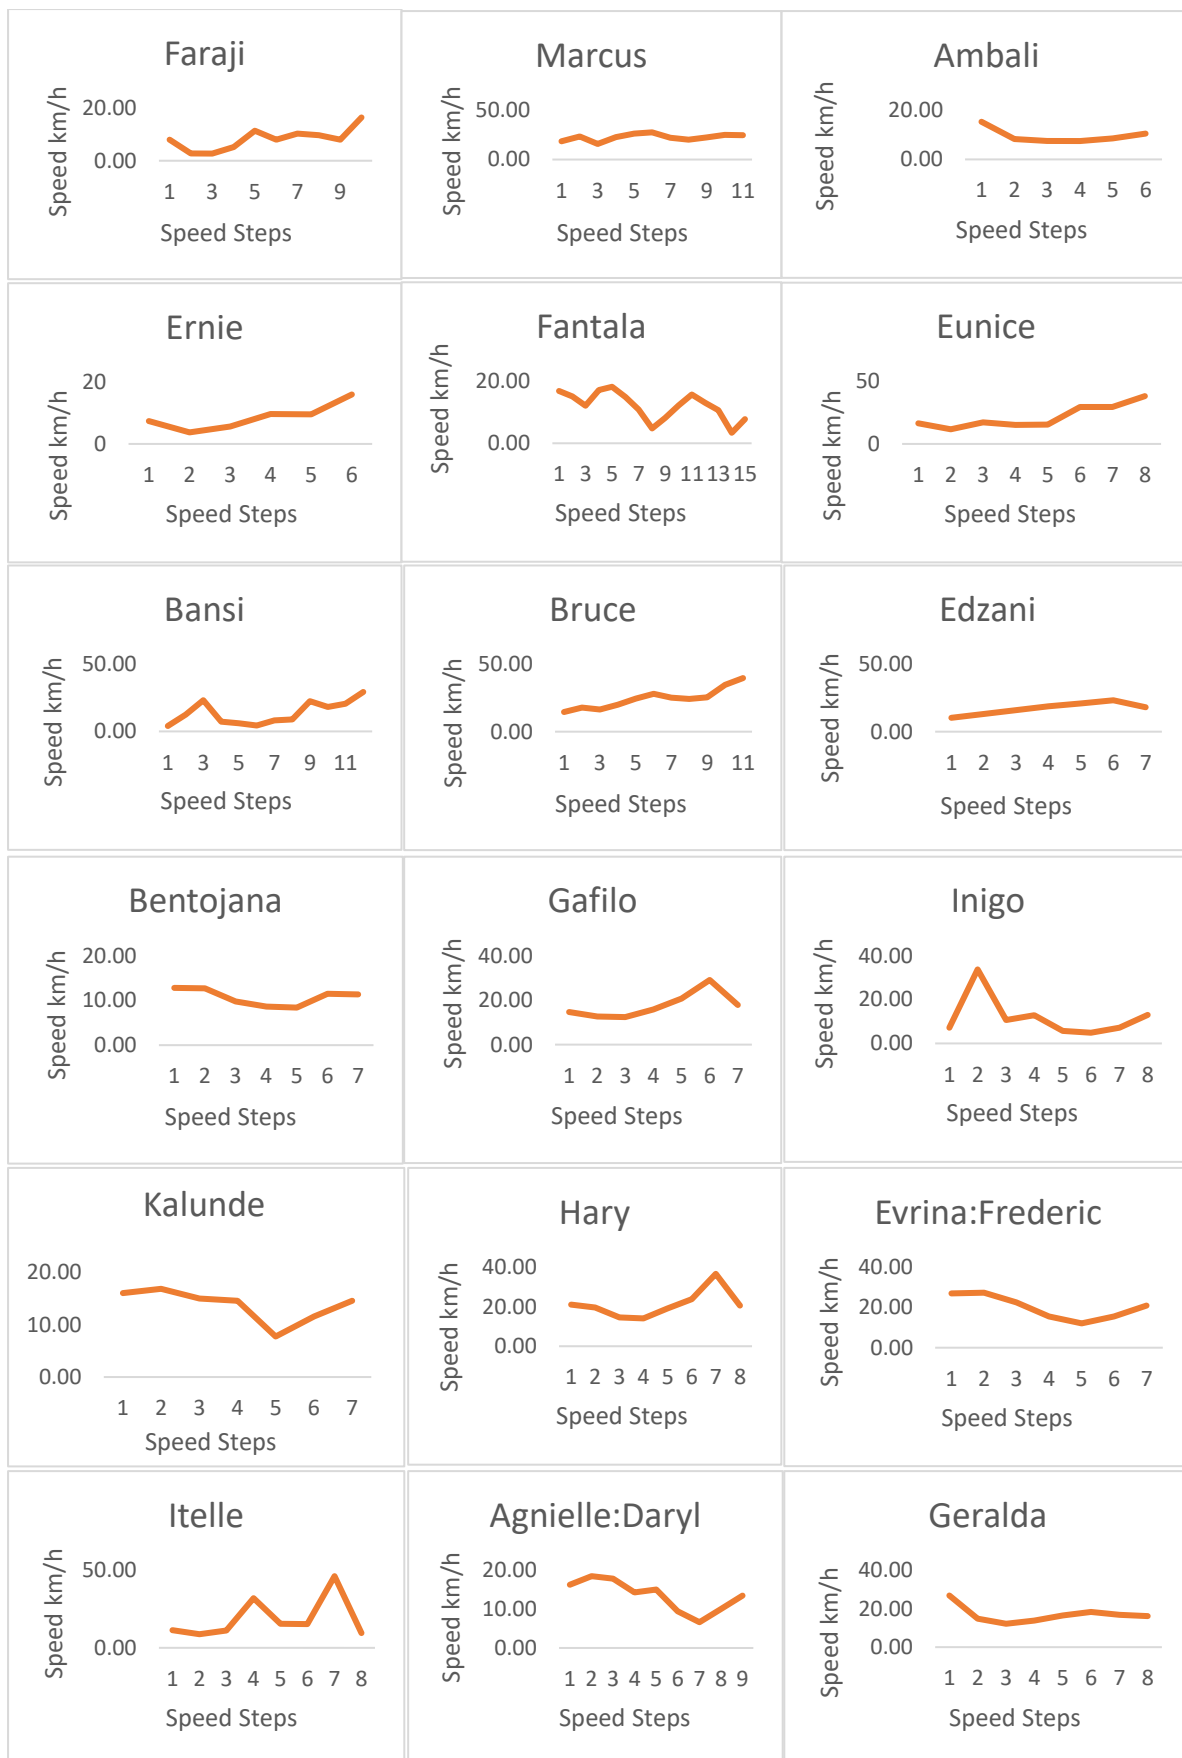 Faraji
Speed km/h
20.00
0.00
1 3 5 7 9
Speed Steps
Marcus
Speed km/h
50.00
0.00
1 3 5 7 9 11
Speed Steps
Ambali
Speed km/h
20.00
0.00
1 2 3 4 5 6
Speed Steps
Ernie
Speed km/h
20
0
1 2 3 4 5 6
Speed Steps
Fantala
Speed km/h
20.00
0.00
1 3 5 7 9 11 13 15
Speed Steps
Eunice
Speed km/h
50
0
1 2 3 4 5 6 7 8
Speed Steps
Bansi
Speed km/h
50.00
0.00
1 3 5 7 9 11
Speed Steps
Bruce
Speed km/h
50.00
0.00
1 3 5 7 9 11
Speed Steps
Edzani
Speed km/h
50.00
0.00
1 2 3 4 5 6 7
Speed Steps
Bentojana
Speed km/h
20.00
10.00
0.00
1 2 3 4 5 6 7
Speed Steps
Gafilo
Speed km/h
40.00
20.00
0.00
1 2 3 4 5 6 7
Speed Steps
Inigo
Speed km/h
40.00
20.00
0.00
1 2 3 4 5 6 7 8
Speed Steps
Kalunde
20.00
10.00
0.00
1 2 3 4 5 6 7
Speed Steps
Hary
Speed km/h
40.00
20.00
0.00
1 2 3 4 5 6 7 8
Speed Steps
Evrina:Frederic
Speed km/h
40.00
20.00
0.00
1 2 3 4 5 6 7
Speed Steps
Itelle
Speed km/h
50.00
0.00
1 2 3 4 5 6 7 8
Speed Steps
Agnielle:Daryl
Speed km/h
20.00
10.00
0.00
1 2 3 4 5 6 7 8 9
Speed Steps
Geralda
Speed km/h
40.00
20.00
0.00
1 2 3 4 5 6 7 8
Speed Steps